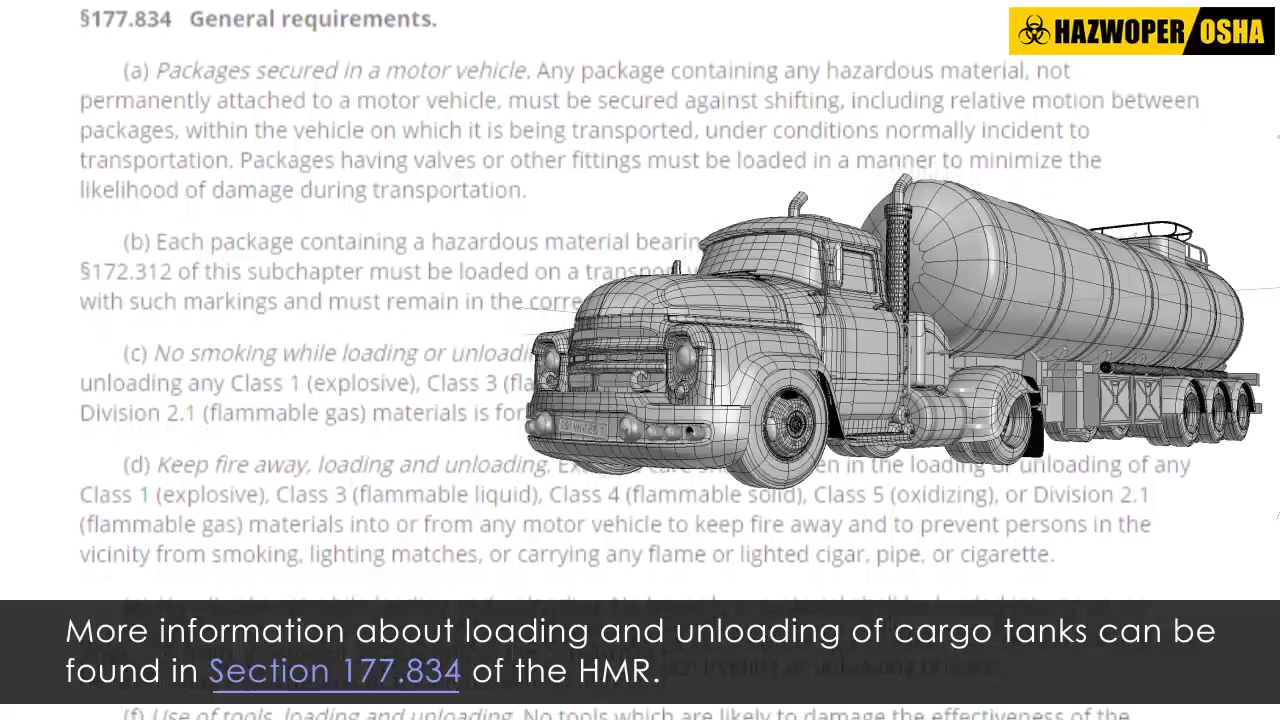 §177.834 General requirements.
HAZWOPER OSHA
(a) Packages secured in a motor vehicle. Any package containing any hazardous material, not
permanently attached to a motor vehicle, must be secured against shifting, including relative motion between
packages, within the vehicle on which it is being transported, under conditions normally incident to
transportation. Packages having valves or other fittings must be loaded in a manner to minimize the
likelihood of damage during transportation.
(b) Each package containing a hazardous material
§172.312 of this subchapter must be loaded on a
with such markings and must remain in the
(c) No smoking while loading or
unloading any Class 1 (explosive), Class 3
Division 2.1 (flammable gas) materials is
(d) Keep fire away, loading and unloading. in the loading or unloading of any
Class 1 (explosive), Class 3 (flammable liquid), Class 4 (flammable solid), Class 5 (oxidizing), or Division 2.1
(flammable gas) materials into or from any motor vehicle to keep fire away and to prevent persons in the
vicinity from smoking, lighting matches, or carrying any flame or lighted cigar, pipe, or cigarette.
More information about loading and unloading of cargo tanks can be
found in Section 177.834 of the HMR.
(f) Use of tools, loading and unloading. No tools which are likely to damage the effectiveness of the